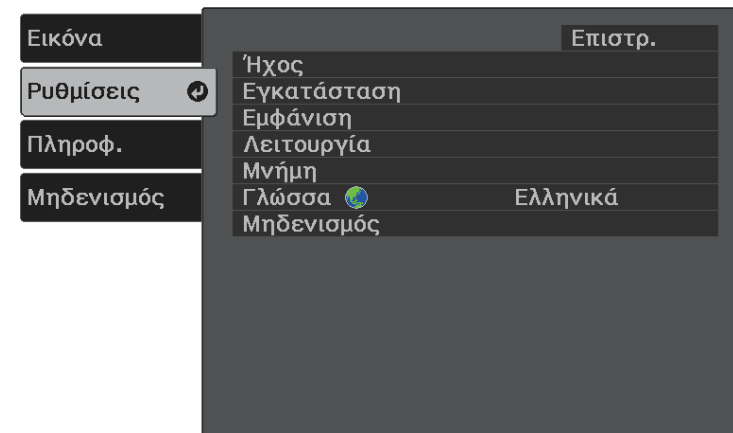 Εικόνα
Ρυθμίσεις
Πληροφ.
Μηδενισμός
Επιστρ.
Ήχος
Εγκατάσταση
Εμφάνιση
Λειτουργία
Μνήμη
Γλώσσα Ελληνικά
Μηδενισμός